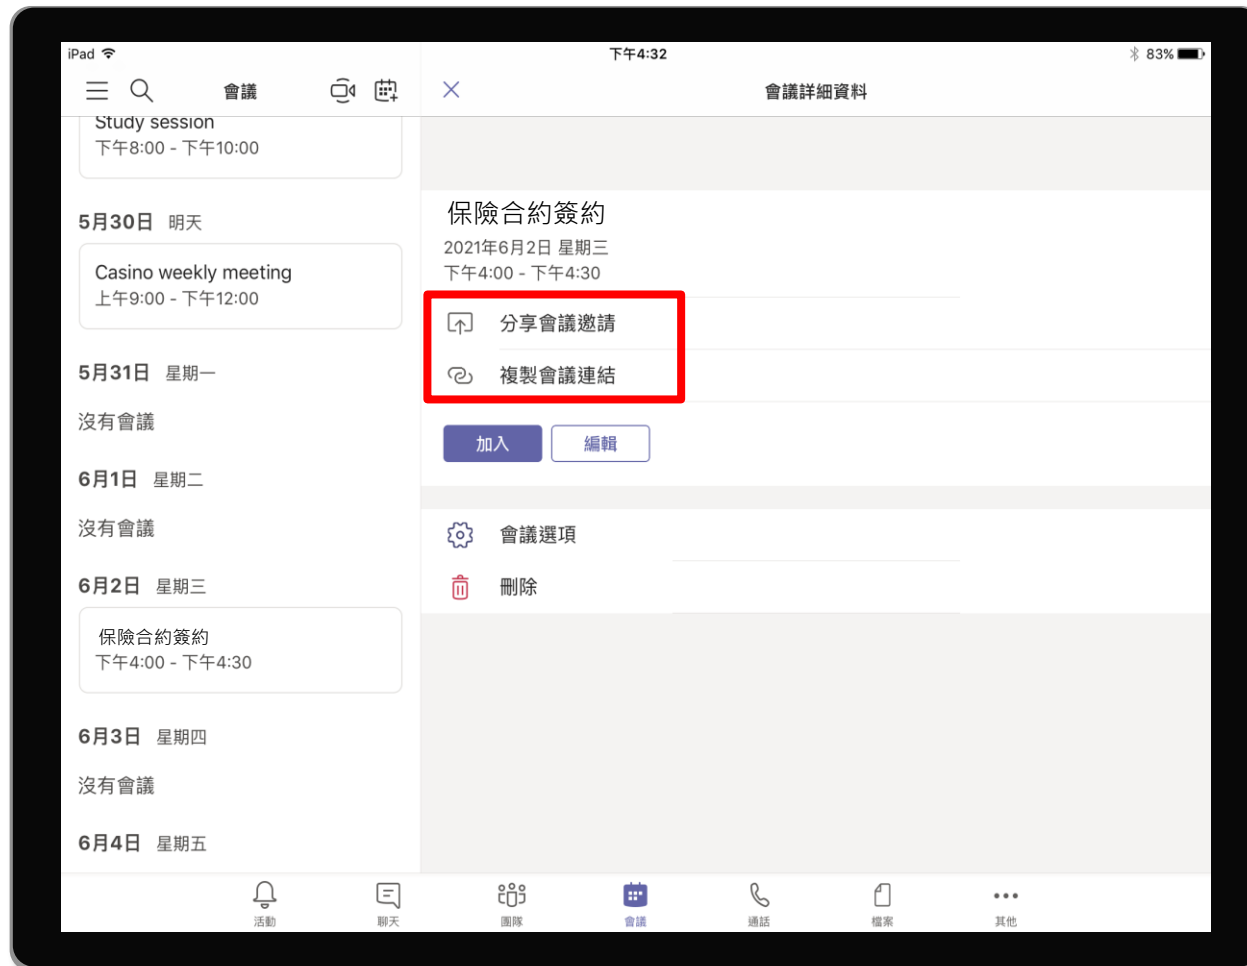 iPad 下午4:32 83%
會議
Study session
下午8:00 - 下午10:00
5月30日 明天
Casino weekly meeting
上午9:00 - 下午12:00
5月31日 星期一
沒有會議
6月1日 星期二
沒有會議
6月2日 星期三
保險合約簽約
下午4:00 - 下午4:30
6月3日 星期四
沒有會議
6月4日 星期五
會議詳細資料
保險合約簽約
2021年6月2日 星期三
下午4:00 - 下午4:30
分享會議邀請
複製會議連結
加入 編輯
會議選項
刪除
活動 聊天 團隊 會議 通話 檔案 其他